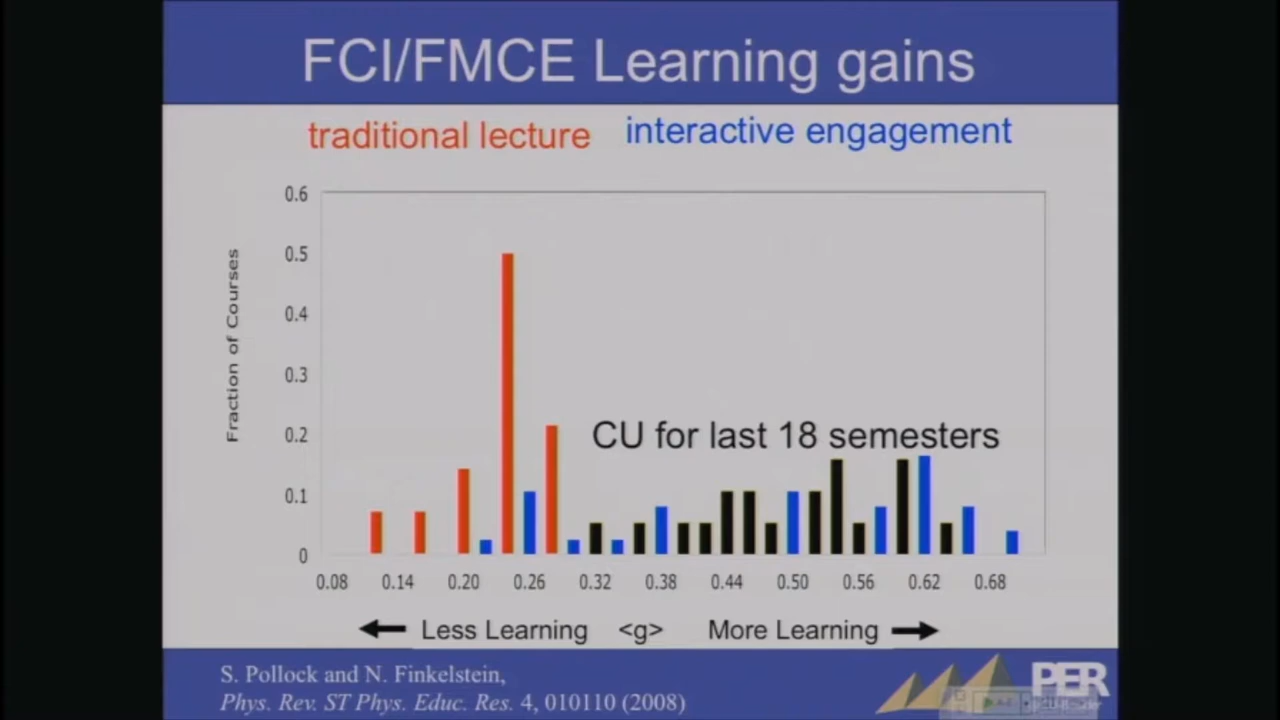 FCI/FMCE Learning gains
traditional lecture interactive engagement
0.6
0.5
0.4
0.3
0.2
0.1
0
Fraction of Courses
CU for last 18 semesters
0.08 0.14 0.20 0.26 0.32 0.38 0.44 0.50 0.56 0.62 0.68
Less Learning <g> More Learning
S. Pollock and N. Finkelstein,
Phys. Rev. ST Phys. Educ. Res. 4, 010110 (2008)
PER